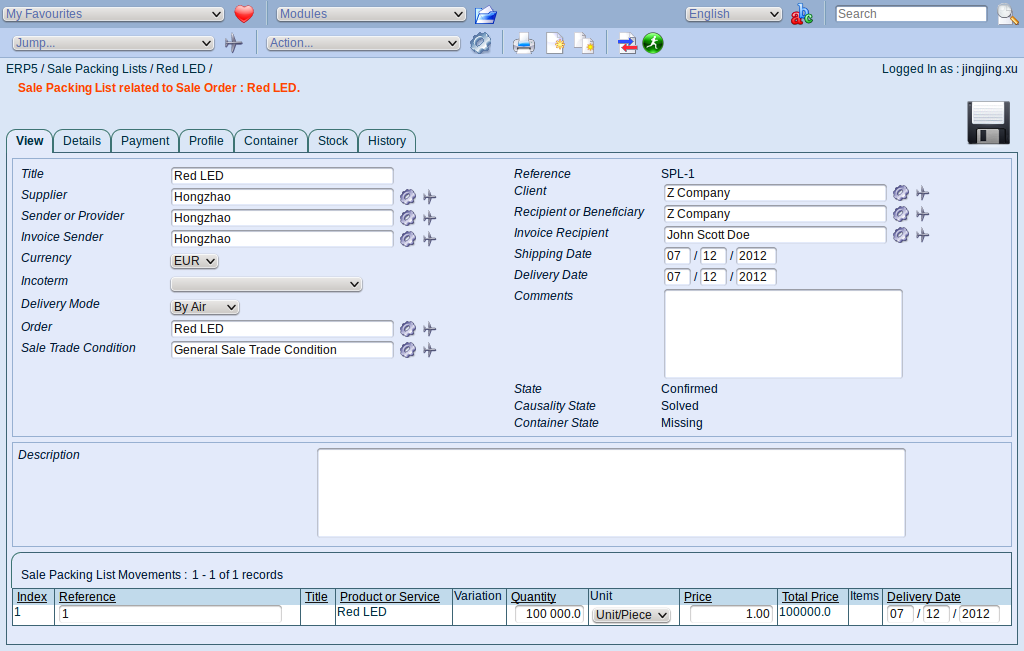 My Favourites Modules English Search
Jump... Action...
ERP5 / Sale Packing Lists / Red LED / Logged In as : jingjing.xu
Sale Packing List related to Sale Order : Red LED.
View Details Payment Profile Container Stock History
Title Red LED Reference SPL-1
Supplier Hongzhao Client Z Company
Sender or Provider Hongzhao Recipient or Beneficiary Z Company
Invoice Sender Hongzhao Invoice Recipient John Scott Doe
Currency EUR Shipping Date 07 / 12 / 2012
Incoterm Delivery Date 07 / 12 / 2012
Delivery Mode By Air Comments
Order Red LED
Sale Trade Condition General Sale Trade Condition
State Confirmed
Causality State Solved
Container State Missing
Description
Sale Packing List Movements : 1 - 1 of 1 records
Index Reference Title Product or Service Variation Quantity Unit Price Total Price Items Delivery Date
1 1 Red LED 100 000.0 Unit/Piece 1.00 100000.0 07 / 12 / 2012